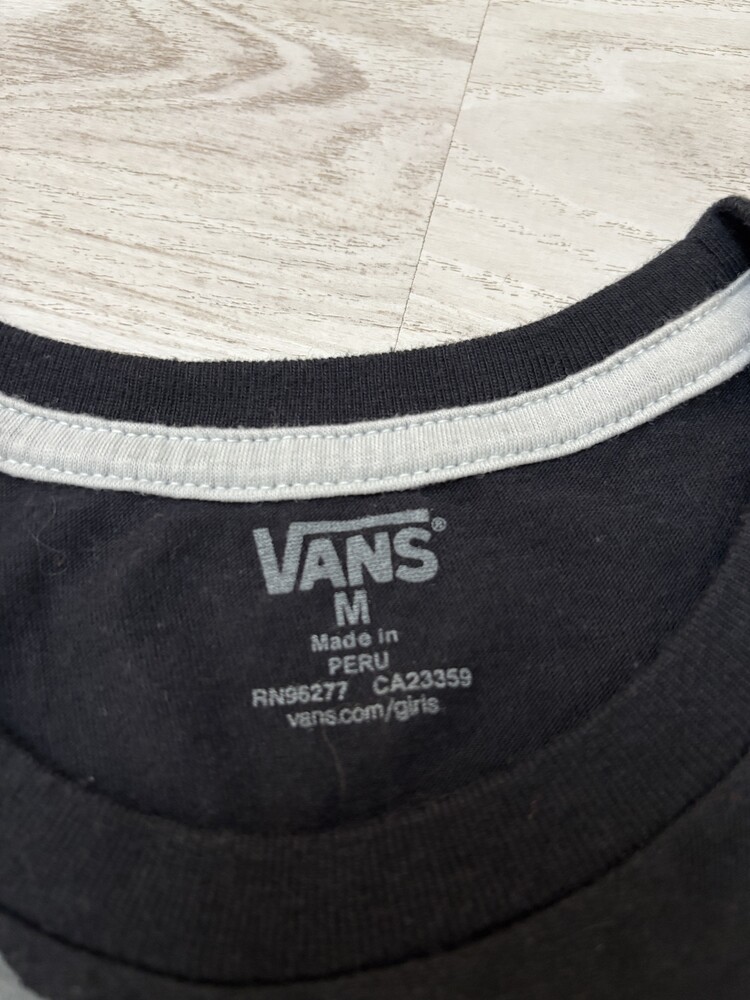 VANS®
M
Made in
PERU
RN96277 CA23359
vans.com/girls